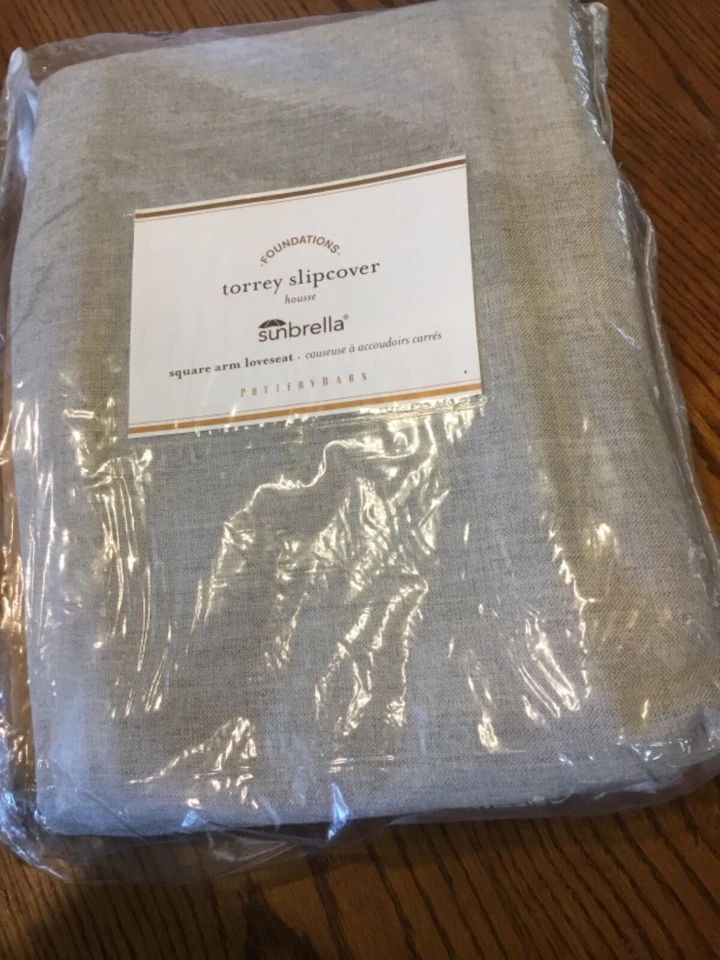 ·FOUNDATIONS·
torrey slipcover
housse
sunbrella®
square arm loveseat · causeuse à accoudoirs carrés
POTTERYBARN